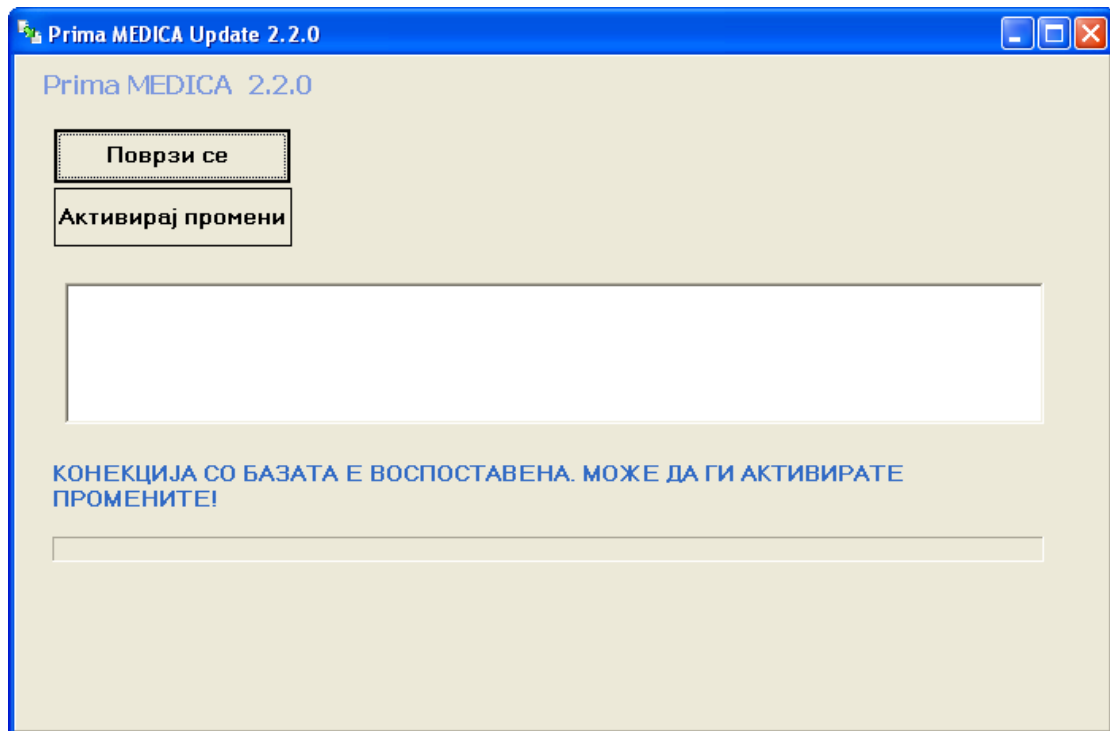 Prima MEDICA Update 2.2.0
Prima MEDICA 2.2.0
Поврзи се
Активирај промени
КОНЕКЦИЈА СО БАЗАТА Е ВОСПОСТАВЕНА. МОЖЕ ДА ГИ АКТИВИРАТЕ
ПРОМЕНИТЕ!